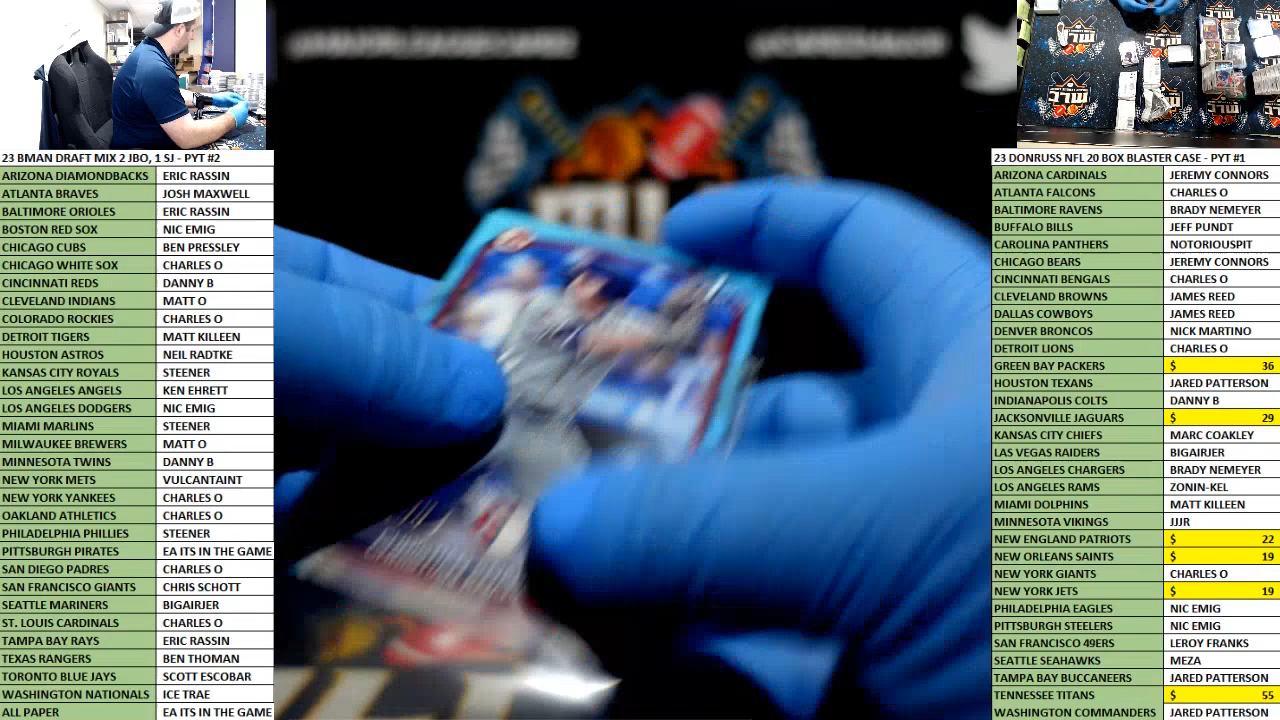 23 BMAN DRAFT MIX 2 JBO, 1 SJ - PYT #2
ARIZONA DIAMONDBACKS ERIC RASSIN
ATLANTA BRAVES JOSH MAXWELL
BALTIMORE ORIOLES ERIC RASSIN
BOSTON RED SOX NIC EMIG
CHICAGO CUBS BEN PRESSLEY
CHICAGO WHITE SOX CHARLES O
CINCINNATI REDS DANNY B
CLEVELAND INDIANS MATT O
COLORADO ROCKIES CHARLES O
DETROIT TIGERS MATT KILLEEN
HOUSTON ASTROS NEIL RADTKE
KANSAS CITY ROYALS STEENER
LOS ANGELES ANGELS KEN EHRETT
LOS ANGELES DODGERS NIC EMIG
MIAMI MARLINS STEENER
MILWAUKEE BREWERS MATT O
MINNESOTA TWINS DANNY B
NEW YORK METS VULCANTAINT
NEW YORK YANKEES CHARLES O
OAKLAND ATHLETICS CHARLES O
PHILADELPHIA PHILLIES STEENER
PITTSBURGH PIRATES EA ITS IN THE GAME
SAN DIEGO PADRES CHARLES O
SAN FRANCISCO GIANTS CHRIS SCHOTT
SEATTLE MARINERS BIGAIRJER
ST. LOUIS CARDINALS CHARLES O
TAMPA BAY RAYS ERIC RASSIN
TEXAS RANGERS BEN THOMAN
TORONTO BLUE JAYS SCOTT ESCOBAR
WASHINGTON NATIONALS ICE TRAE
ALL PAPER EA ITS IN THE GAME
23 DONRUSS NFL 20 BOX BLASTER CASE - PYT #1
ARIZONA CARDINALS JEREMY CONNORS
ATLANTA FALCONS CHARLES O
BALTIMORE RAVENS BRADY NEMEYER
BUFFALO BILLS JEFF PUNDT
CAROLINA PANTHERS NOTORIOUSPIT
CHICAGO BEARS JEREMY CONNORS
CINCINNATI BENGALS CHARLES O
CLEVELAND BROWNS JAMES REED
DALLAS COWBOYS JAMES REED
DENVER BRONCOS NICK MARTINO
DETROIT LIONS CHARLES O
GREEN BAY PACKERS $ 36
HOUSTON TEXANS JARED PATTERSON
INDIANAPOLIS COLTS DANNY B
JACKSONVILLE JAGUARS $ 29
KANSAS CITY CHIEFS MARC COAKLEY
LAS VEGAS RAIDERS BIGAIRJER
LOS ANGELES CHARGERS BRADY NEMEYER
LOS ANGELES RAMS ZONIN-KEL
MIAMI DOLPHINS MATT KILLEEN
MINNESOTA VIKINGS JJJR
NEW ENGLAND PATRIOTS $ 22
NEW ORLEANS SAINTS $ 19
NEW YORK GIANTS CHARLES O
NEW YORK JETS $ 19
PHILADELPHIA EAGLES NIC EMIG
PITTSBURGH STEELERS NIC EMIG
SAN FRANCISCO 49ERS LEROY FRANKS
SEATTLE SEAHAWKS MEZA
TAMPA BAY BUCCANEERS JARED PATTERSON
TENNESSEE TITANS $ 55
WASHINGTON COMMANDERS JARED PATTERSON